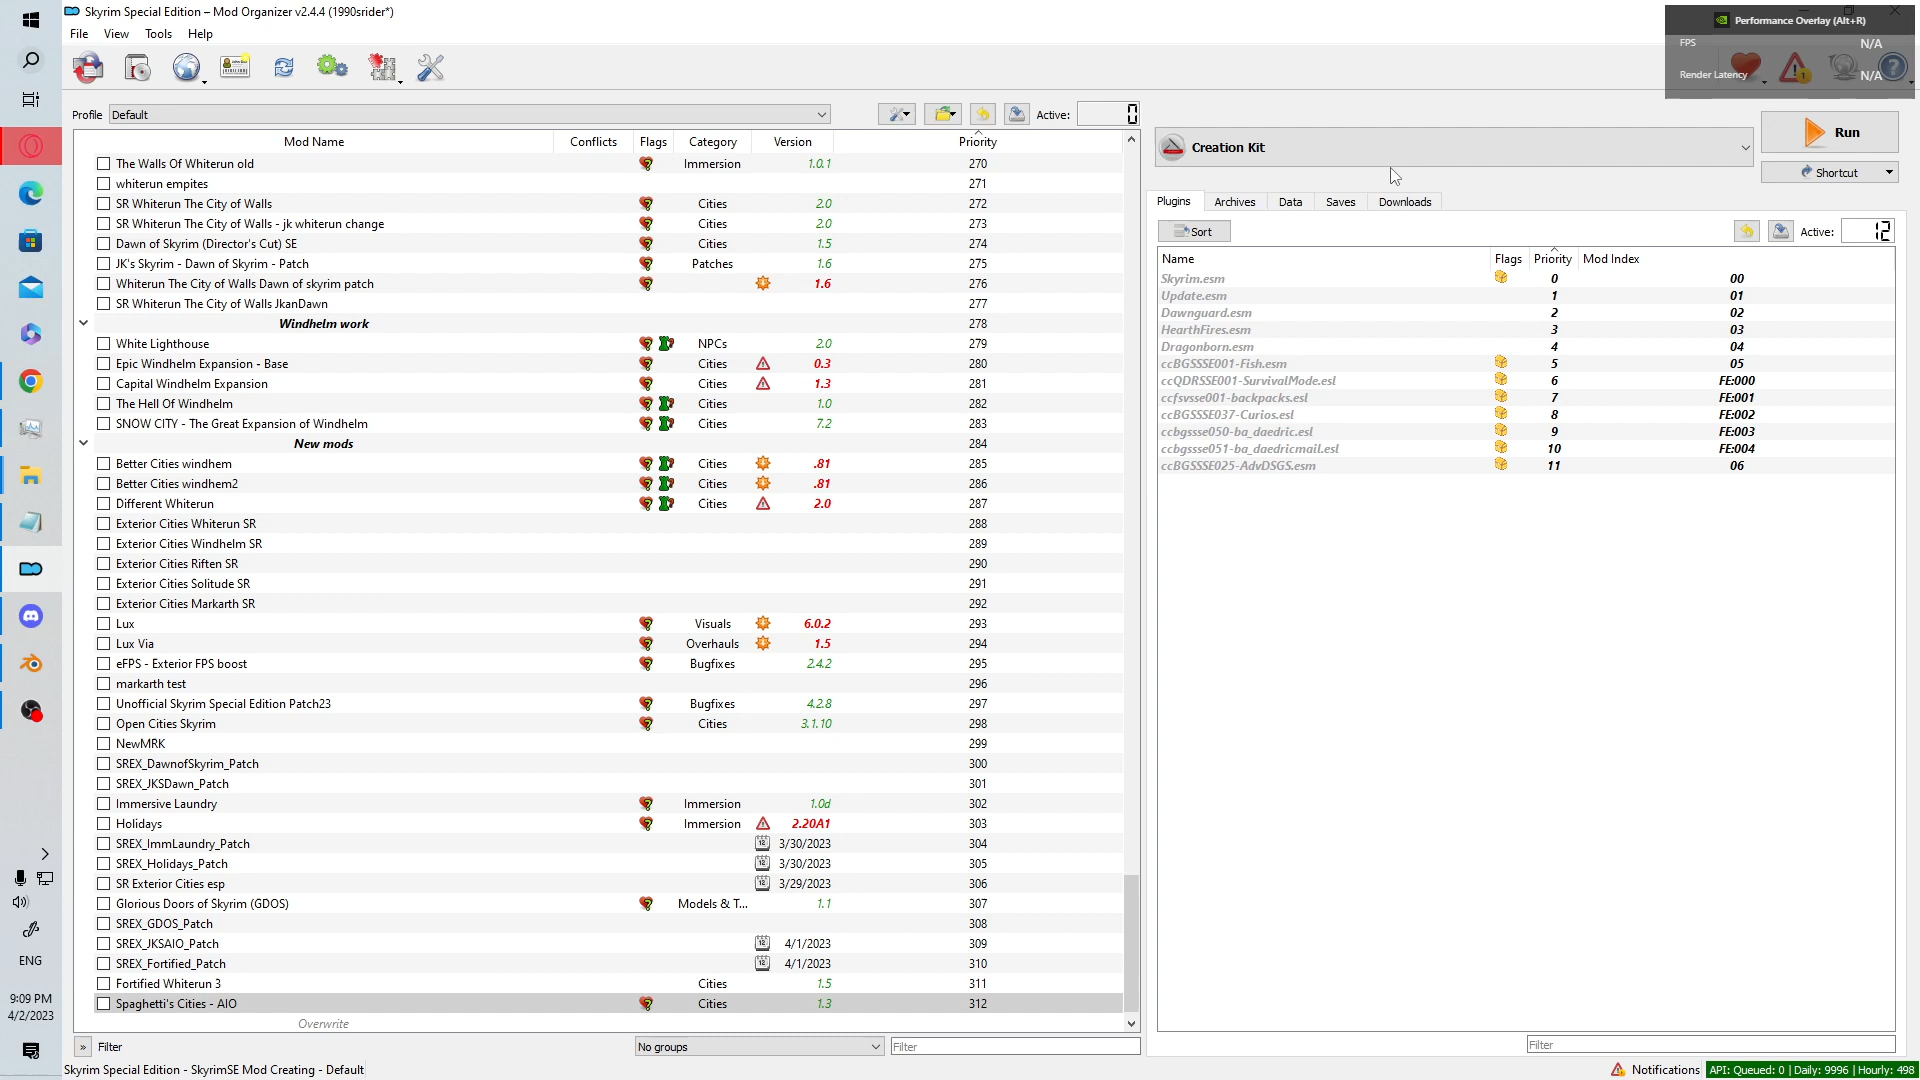 Skyrim Special Edition – Mod Organizer v2.4.4 (1990srider*)
File View Tools Help
Performance Overlay (Alt+R)
FPS N/A
Render Latency N/A
Profile Default
Active: 0
Mod Name Conflicts Flags Category Version Priority
The Walls Of Whiterun old Immersion 1.0.1 270
whiterun empites 271
SR Whiterun The City of Walls Cities 2.0 272
SR Whiterun The City of Walls - jk whiterun change Cities 2.0 273
Dawn of Skyrim (Director's Cut) SE Cities 1.5 274
JK's Skyrim - Dawn of Skyrim - Patch Patches 1.6 275
Whiterun The City of Walls Dawn of skyrim patch 1.6 276
SR Whiterun The City of Walls JkanDawn 277
Windhelm work 278
White Lighthouse NPCs 2.0 279
Epic Windhelm Expansion - Base Cities 0.3 280
Capital Windhelm Expansion Cities 1.3 281
The Hell Of Windhelm Cities 1.0 282
SNOW CITY - The Great Expansion of Windhelm Cities 7.2 283
New mods 284
Better Cities windhem Cities .81 285
Better Cities windhem2 Cities .81 286
Different Whiterun Cities 2.0 287
Exterior Cities Whiterun SR 288
Exterior Cities Windhelm SR 289
Exterior Cities Riften SR 290
Exterior Cities Solitude SR 291
Exterior Cities Markarth SR 292
Lux Visuals 6.0.2 293
Lux Via Overhauls 1.5 294
eFPS - Exterior FPS boost Bugfixes 2.4.2 295
markarth test 296
Unofficial Skyrim Special Edition Patch23 Bugfixes 4.2.8 297
Open Cities Skyrim Cities 3.1.10 298
NewMRK 299
SREX_DawnofSkyrim_Patch 300
SREX_JKSDawn_Patch 301
Immersive Laundry Immersion 1.0d 302
Holidays Immersion 2.20A1 303
SREX_ImmLaundry_Patch 3/30/2023 304
SREX_Holidays_Patch 3/30/2023 305
SR Exterior Cities esp 3/29/2023 306
Glorious Doors of Skyrim (GDOS) Models & T... 1.1 307
SREX_GDOS_Patch 308
SREX_JKSAIO_Patch 4/1/2023 309
SREX_Fortified_Patch 4/1/2023 310
Fortified Whiterun 3 Cities 1.5 311
Spaghetti's Cities - AIO Cities 1.3 312
Overwrite
» Filter No groups Filter
Skyrim Special Edition - SkyrimSE Mod Creating - Default
Creation Kit
Run
Shortcut
Plugins Archives Data Saves Downloads
Sort Active: 12
Name Flags Priority Mod Index
Skyrim.esm 0 00
Update.esm 1 01
Dawnguard.esm 2 02
HearthFires.esm 3 03
Dragonborn.esm 4 04
ccBGSSSE001-Fish.esm 5 05
ccQDRSSE001-SurvivalMode.esl 6 FE:000
ccfsvsse001-backpacks.esl 7 FE:001
ccBGSSSE037-Curios.esl 8 FE:002
ccbgssse050-ba_daedric.esl 9 FE:003
ccbgssse051-ba_daedricmail.esl 10 FE:004
ccBGSSSE025-AdvDSGS.esm 11 06
Filter
Notifications API: Queued: 0 | Daily: 9996 | Hourly: 498
ENG
9:09 PM
4/2/2023